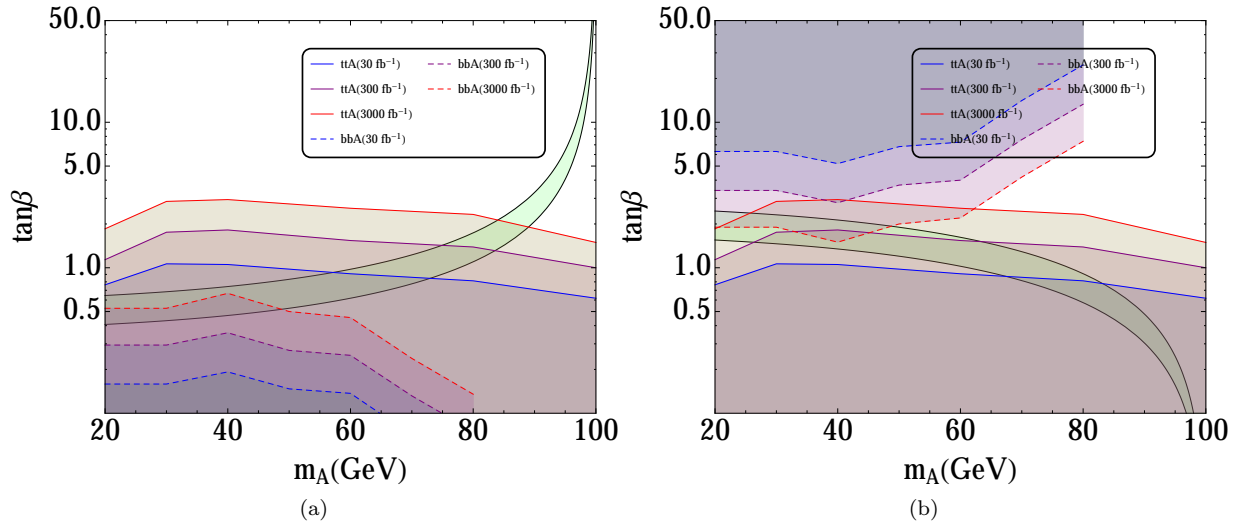 50.0
10.0
5.0
1.0
0.5
tanβ
ttA(30 fb⁻¹)
ttA(300 fb⁻¹)
ttA(3000 fb⁻¹)
bbA(30 fb⁻¹)
bbA(300 fb⁻¹)
bbA(3000 fb⁻¹)
20 40 60 80 100
m_A(GeV)
(a)
50.0
10.0
5.0
1.0
0.5
tanβ
ttA(30 fb⁻¹)
ttA(300 fb⁻¹)
ttA(3000 fb⁻¹)
bbA(30 fb⁻¹)
bbA(300 fb⁻¹)
bbA(3000 fb⁻¹)
20 40 60 80 100
m_A(GeV)
(b)